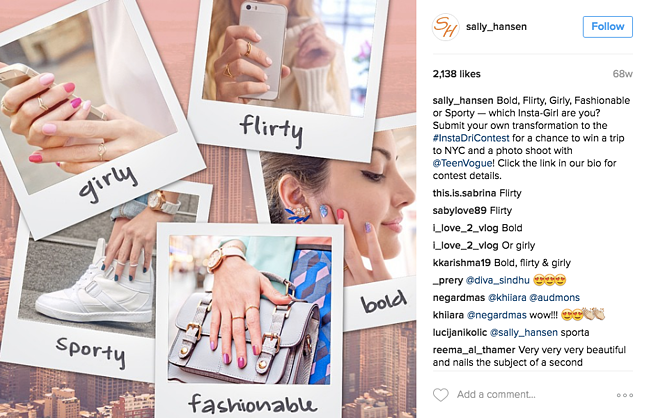 girly
flirty
bold
sporty
fashionable
SH
sally_hansen
Follow
2,138 likes
68w
sally_hansen Bold, Flirty, Girly, Fashionable
or Sporty — which Insta-Girl are you?
Submit your own transformation to the
#InstaDriContest for a chance to win a trip
to NYC and a photo shoot with
@TeenVogue! Click the link in our bio for
contest details.
this.is.sabrina Flirty
sabylove89 Flirty
i_love_2_vlog Bold
i_love_2_vlog Or girly
kkarishma19 Bold, flirty & girly
_prery @diva_sindhu 😍😍😍
negardmas @khiiara @audmons
khiiara @negardmas wow!!! 😍😍👏👏
lucijanikolic @sally_hansen sporta
reema_al_thamer Very very very beautiful
and nails the subject of a second
Add a comment...